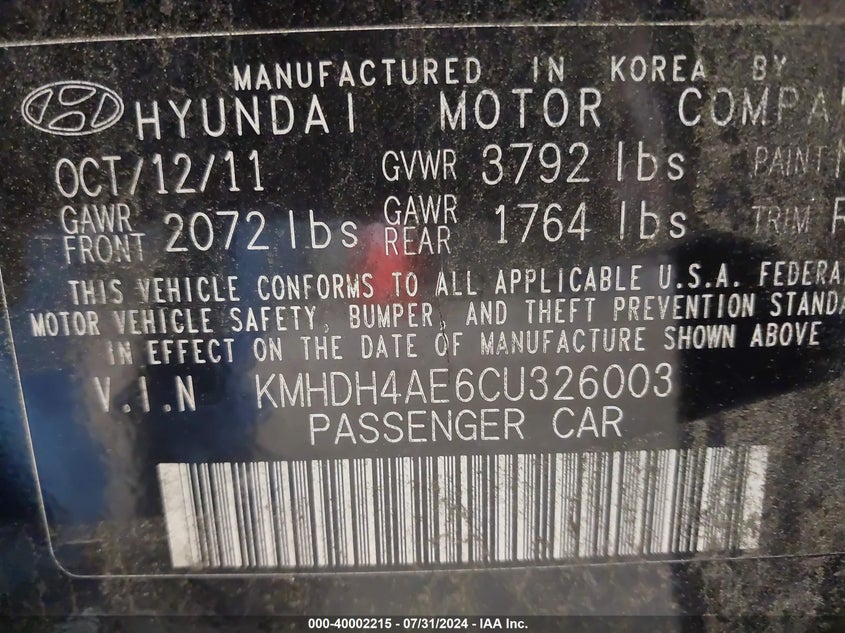 MANUFACTURED IN KOREA BY
HYUNDAI MOTOR
OCT/12/11 GVWR 3792 lbs PAINT
GAWR FRONT 2072 lbs GAWR REAR 1764 lbs TRIM
THIS VEHICLE CONFORMS TO ALL APPLICABLE U.S.A.
MOTOR VEHICLE SAFETY, BUMPER, AND THEFT PREVENTION
IN EFFECT ON THE DATE OF MANUFACTURE SHOWN ABOVE
V.I.N KMHDH4AE6CU326003
PASSENGER CAR
000-40002215 - 07/31/2024 - IAA Inc.